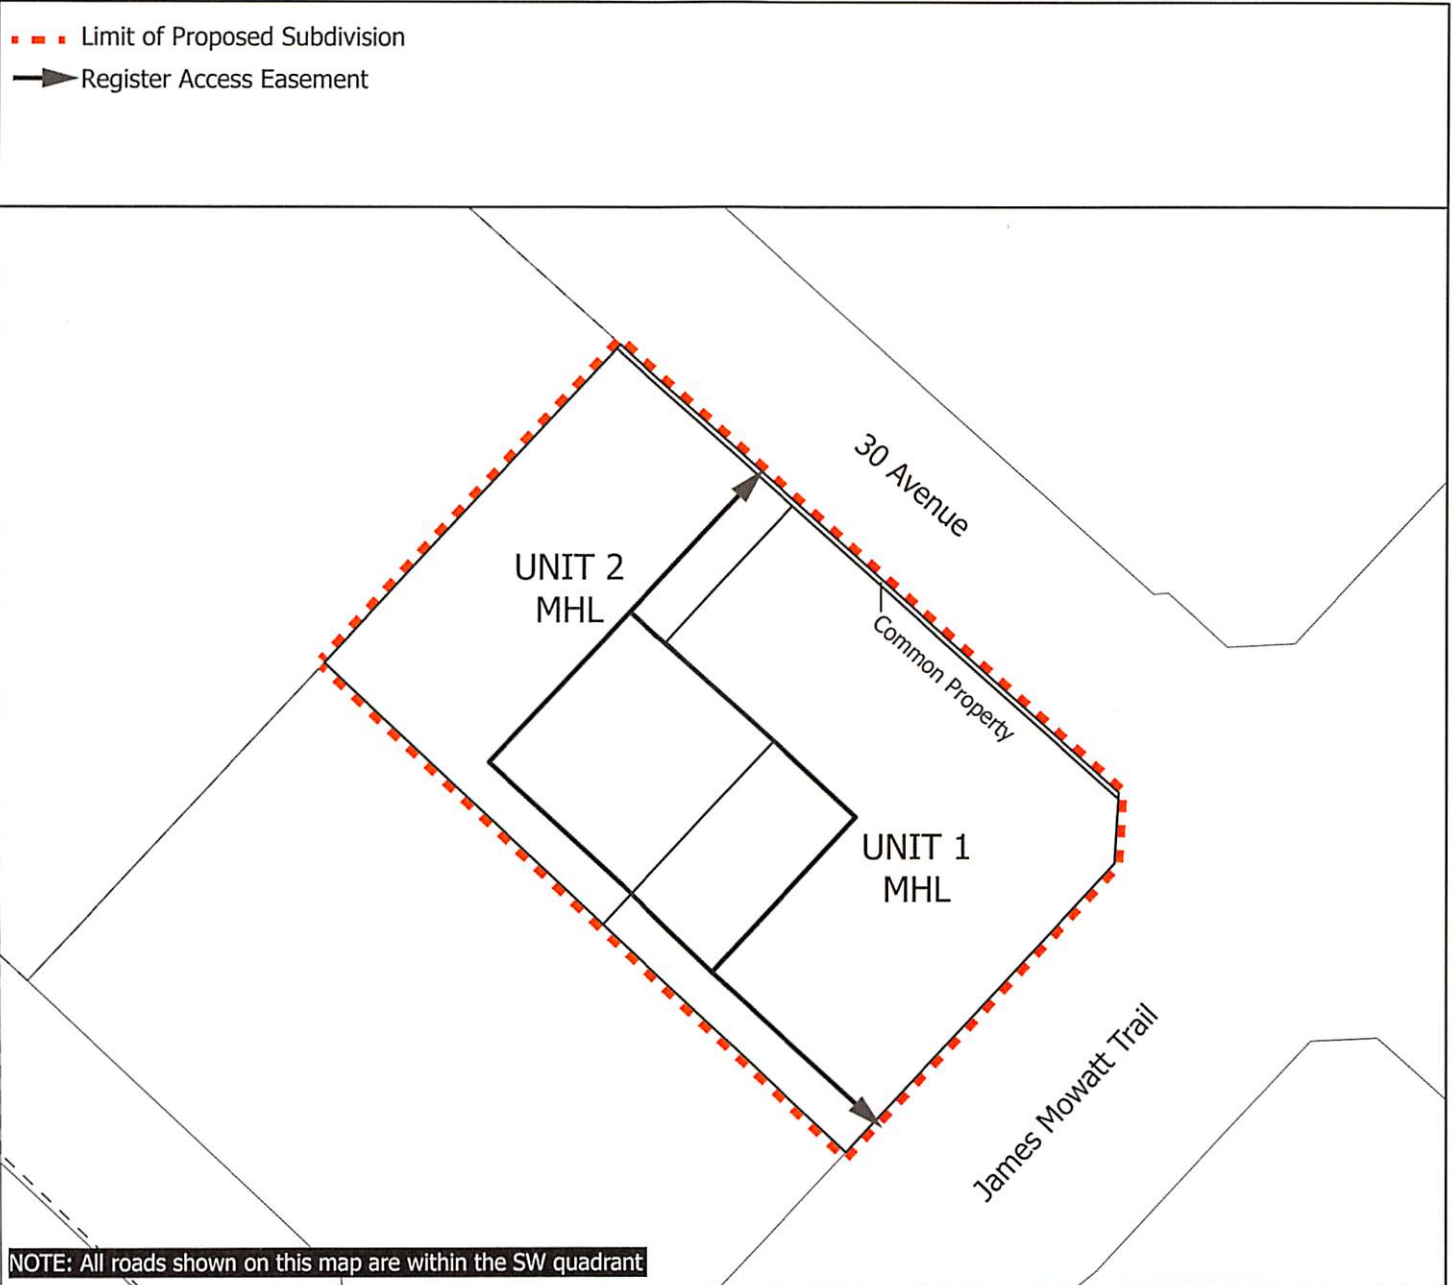 Limit of Proposed Subdivision
Register Access Easement
30 Avenue
UNIT 2
MHL
Common Property
UNIT 1
MHL
James Mowatt Trail
NOTE: All roads shown on this map are within the SW quadrant